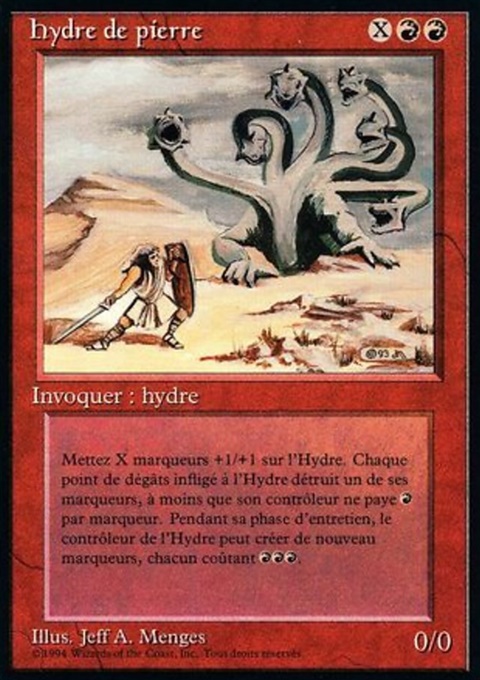 hydre de pierre X
©93 JM
Invoquer : hydre
Mettez X marqueurs +1/+1 sur l'Hydre. Chaque
point de dégâts infligé à l'Hydre détruit un de ses
marqueurs, à moins que son contrôleur ne paye
par marqueur. Pendant sa phase d'entretien, le
contrôleur de l'Hydre peut créer de nouveau
marqueurs, chacun coûtant .
Illus. Jeff A. Menges
0/0
©1994 Wizards of the Coast, Inc. Tous droits réservés